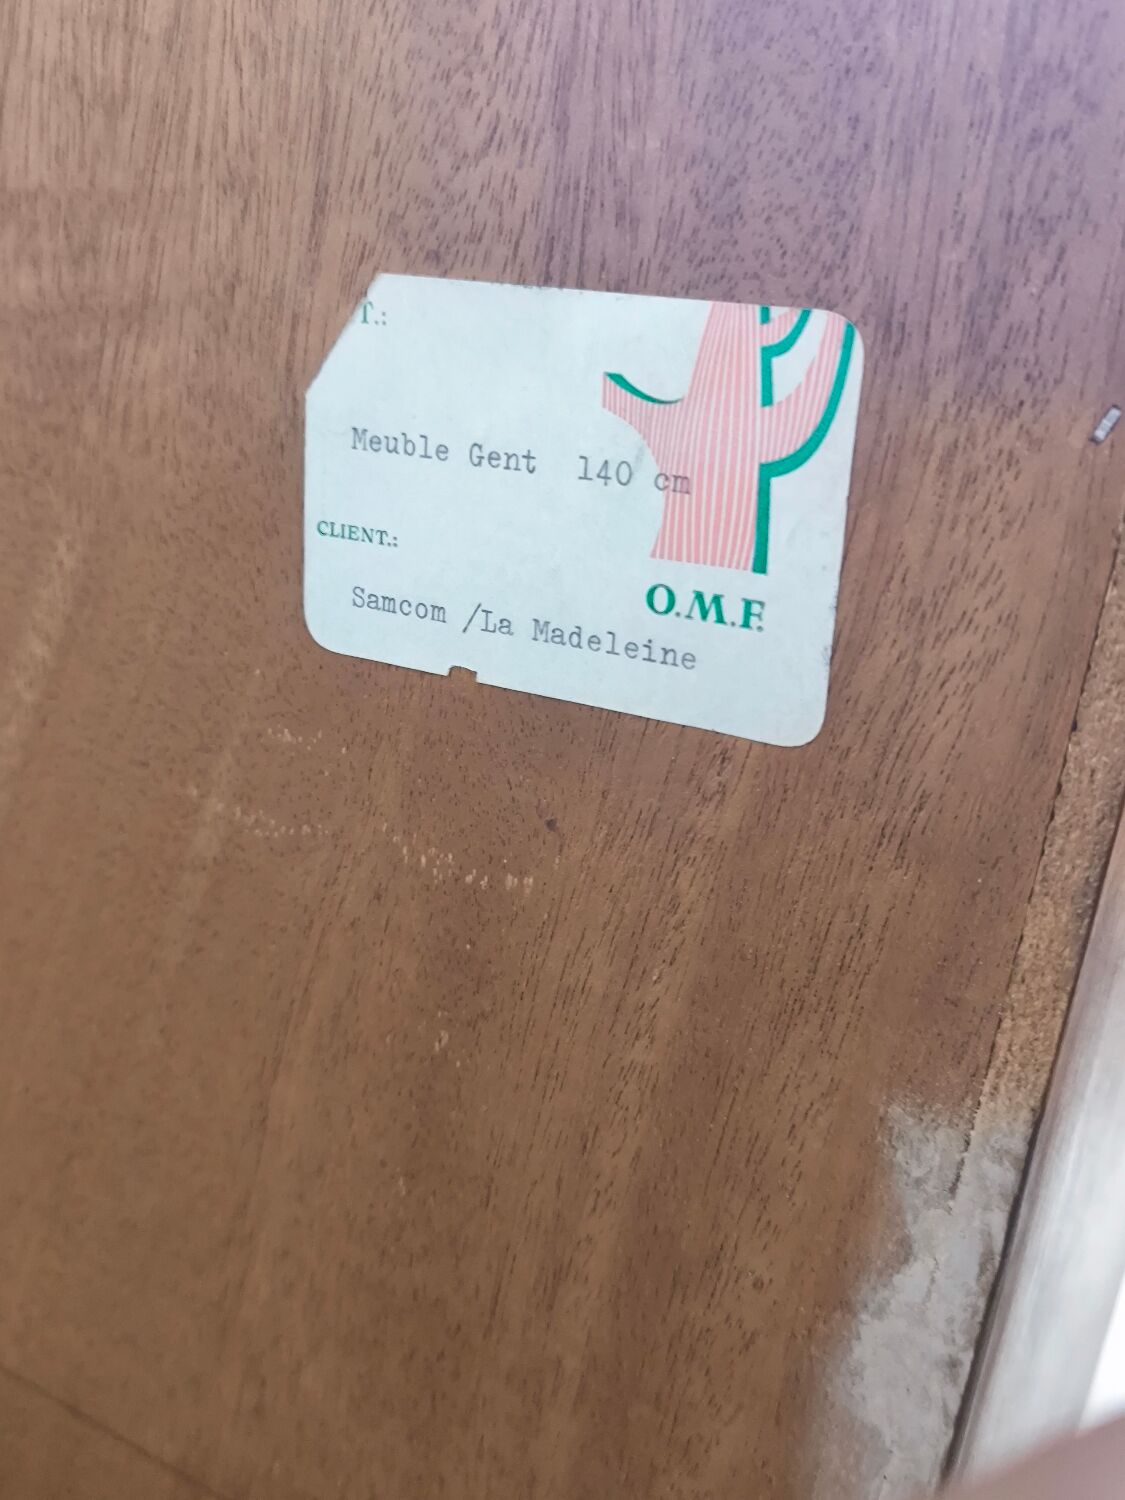 T.:
Meuble Gent 140 cm
CLIENT.:
Samcom /La Madeleine
O.M.F.